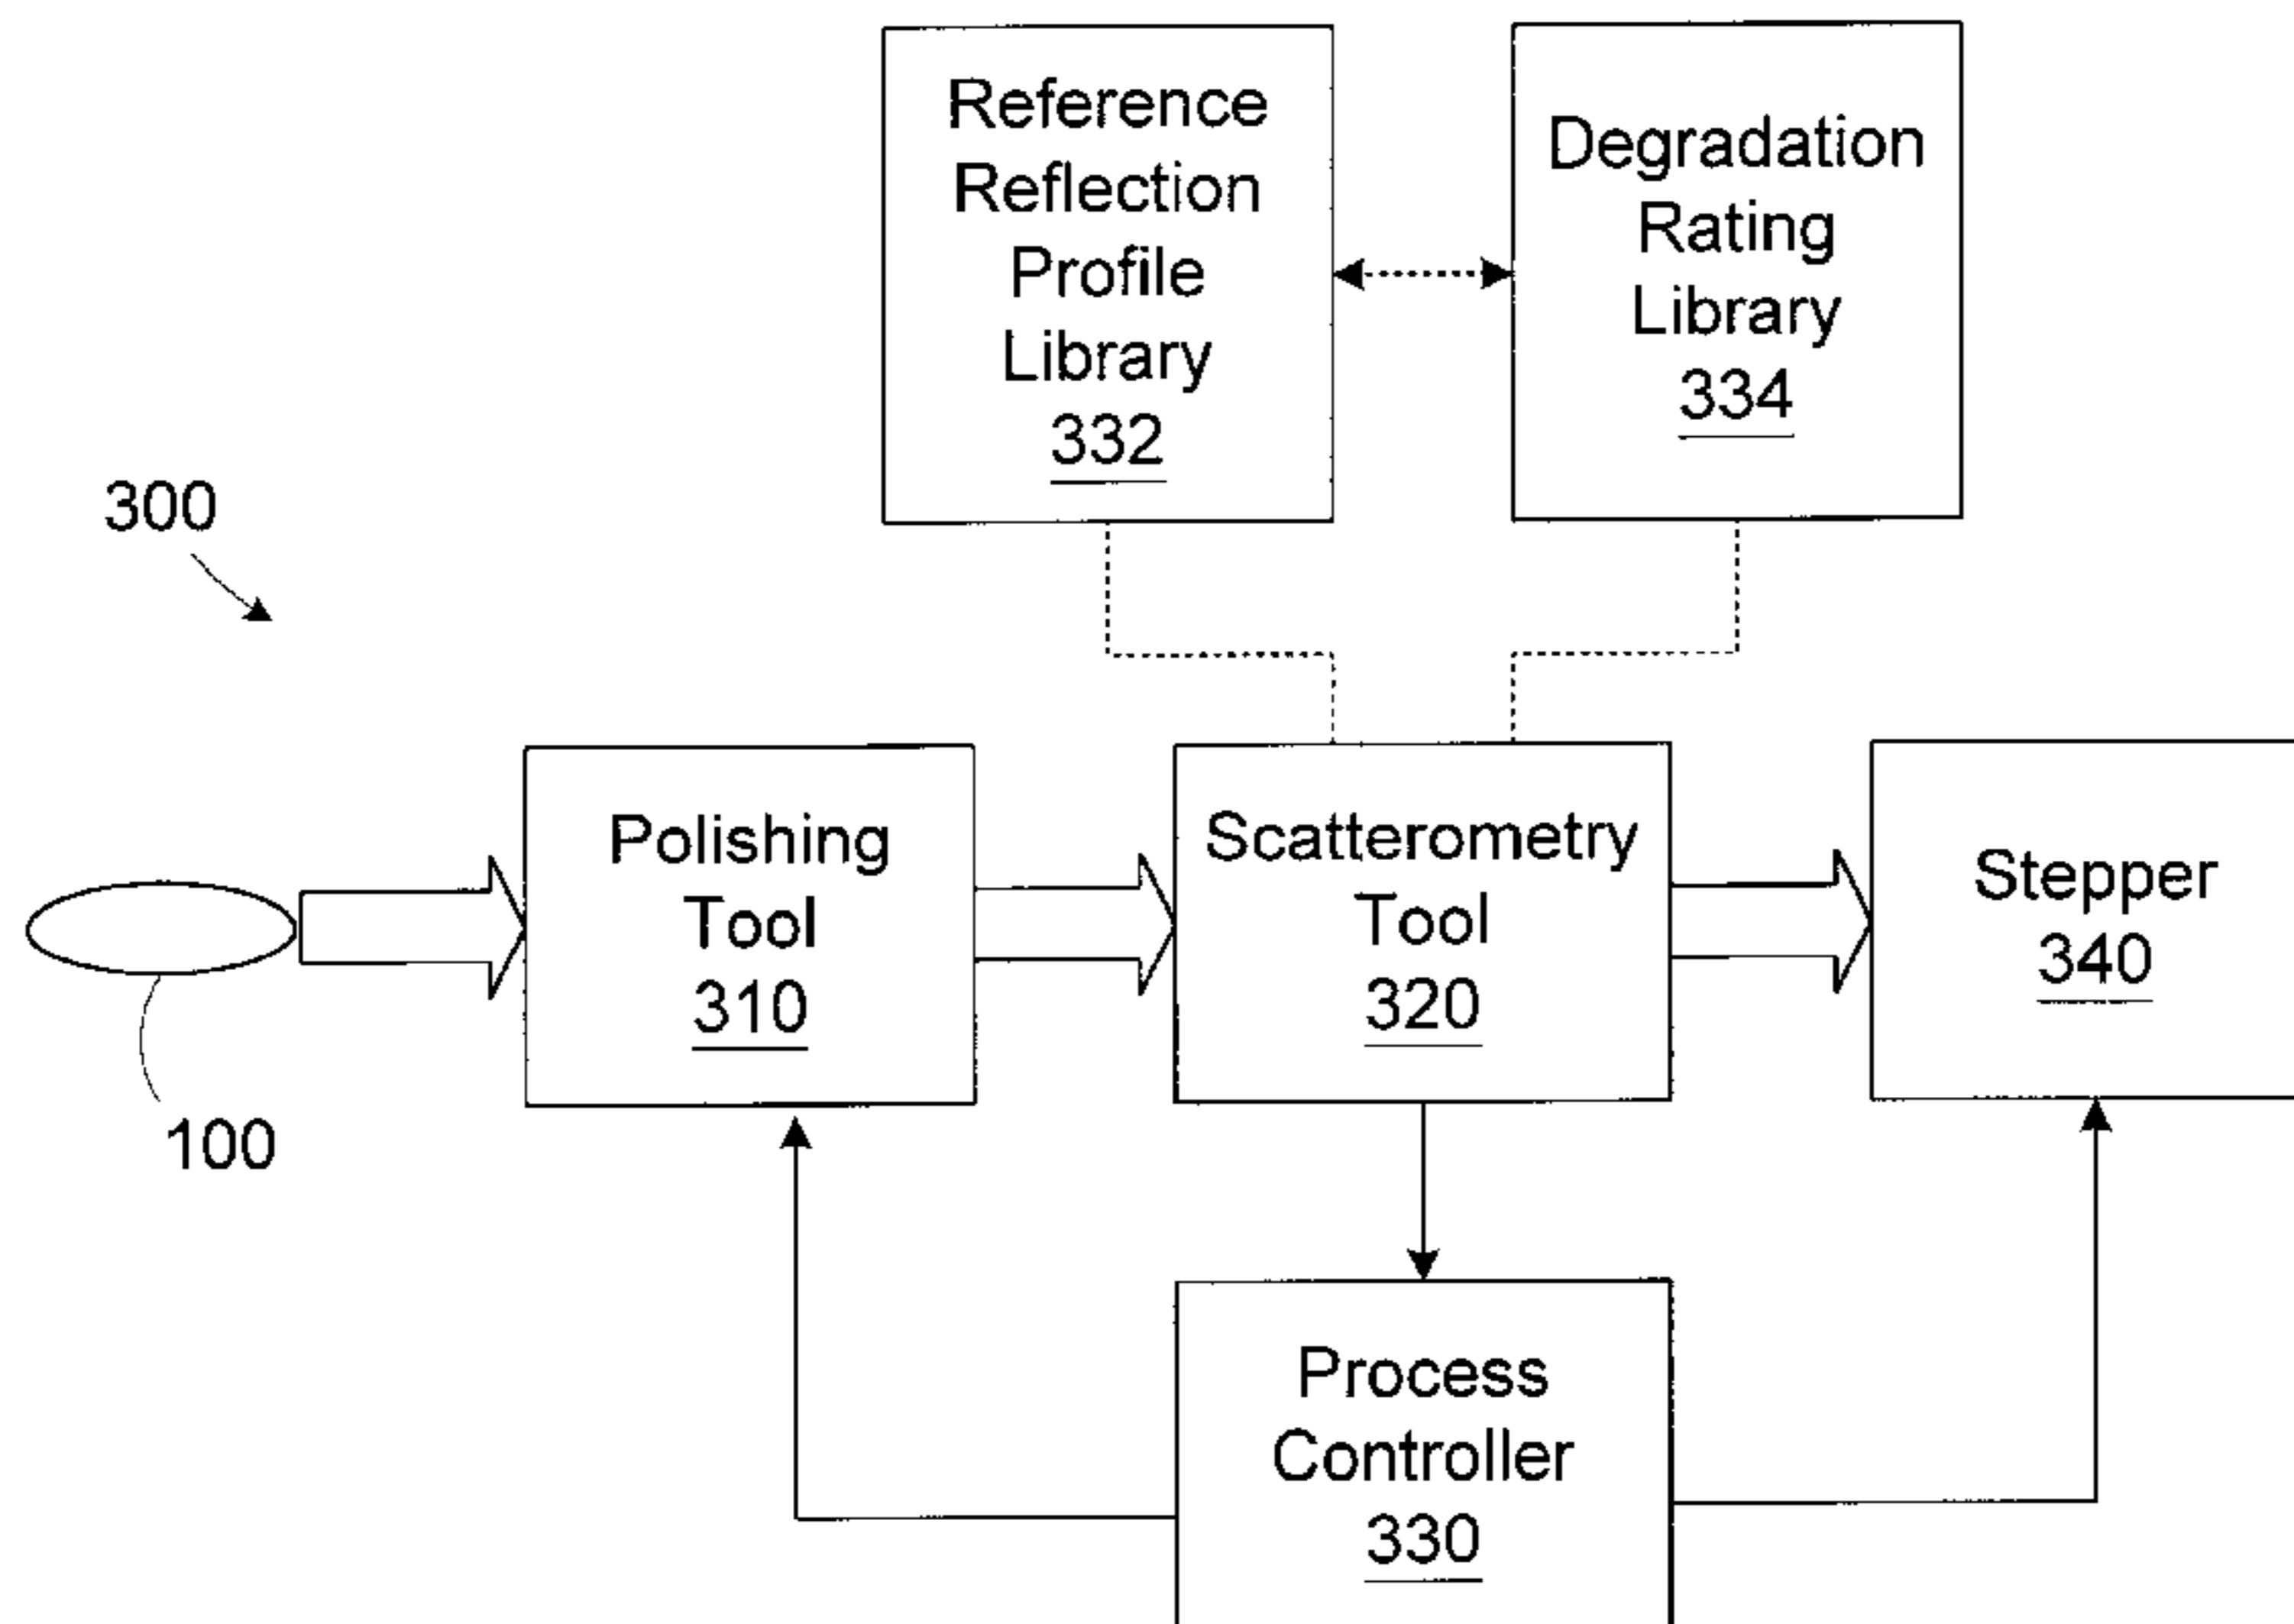 Reference
Reflection
Profile
Library
332
Degradation
Rating
Library
334
300
Polishing
Tool
310
Scatterometry
Tool
320
Stepper
340
100
Process
Controller
330